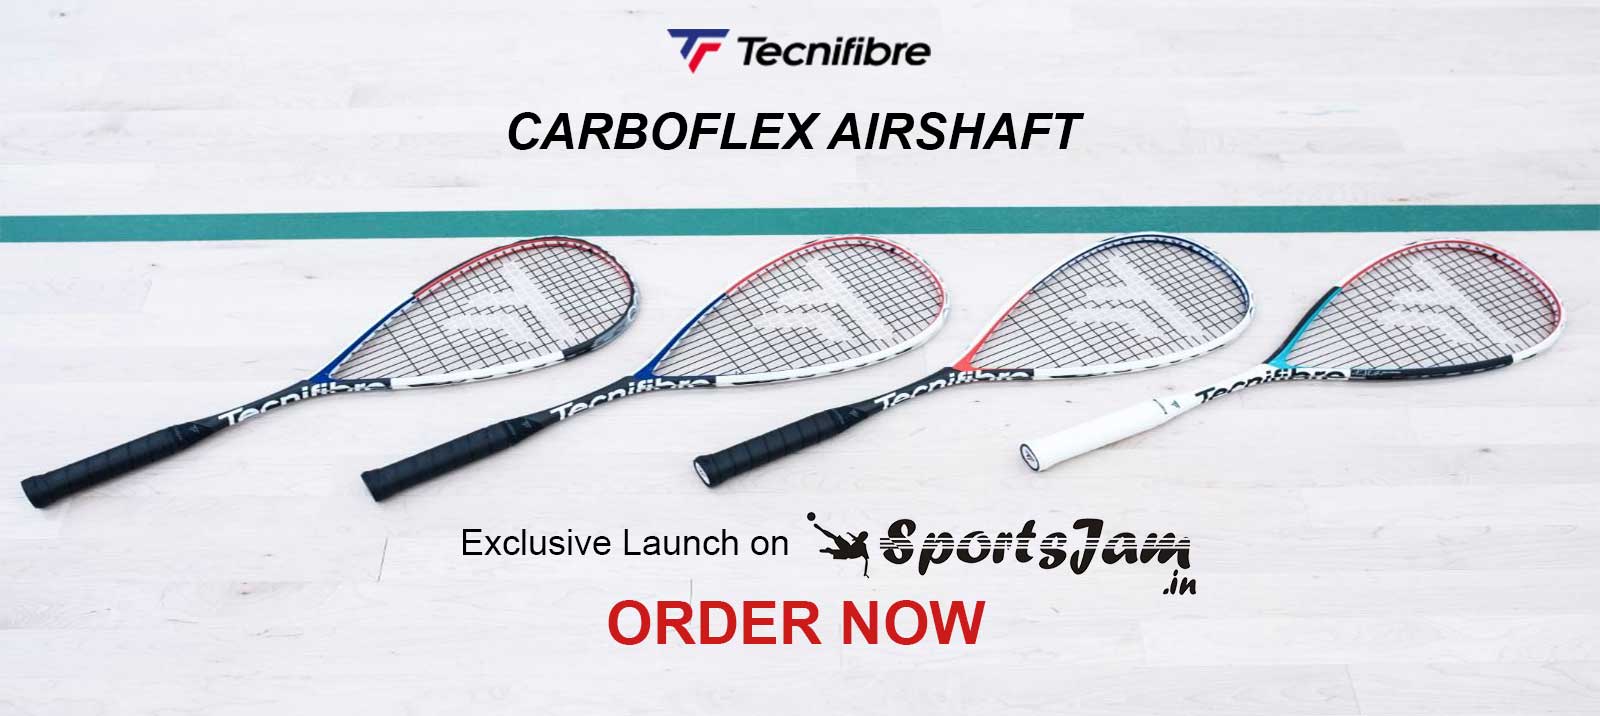 Tecnifibre
CARBOFLEX AIRSHAFT
Tecnifibre
Tecnifibre
Tecnifibre
Tecnifibre
Exclusive Launch on SportsJam
.in
ORDER NOW